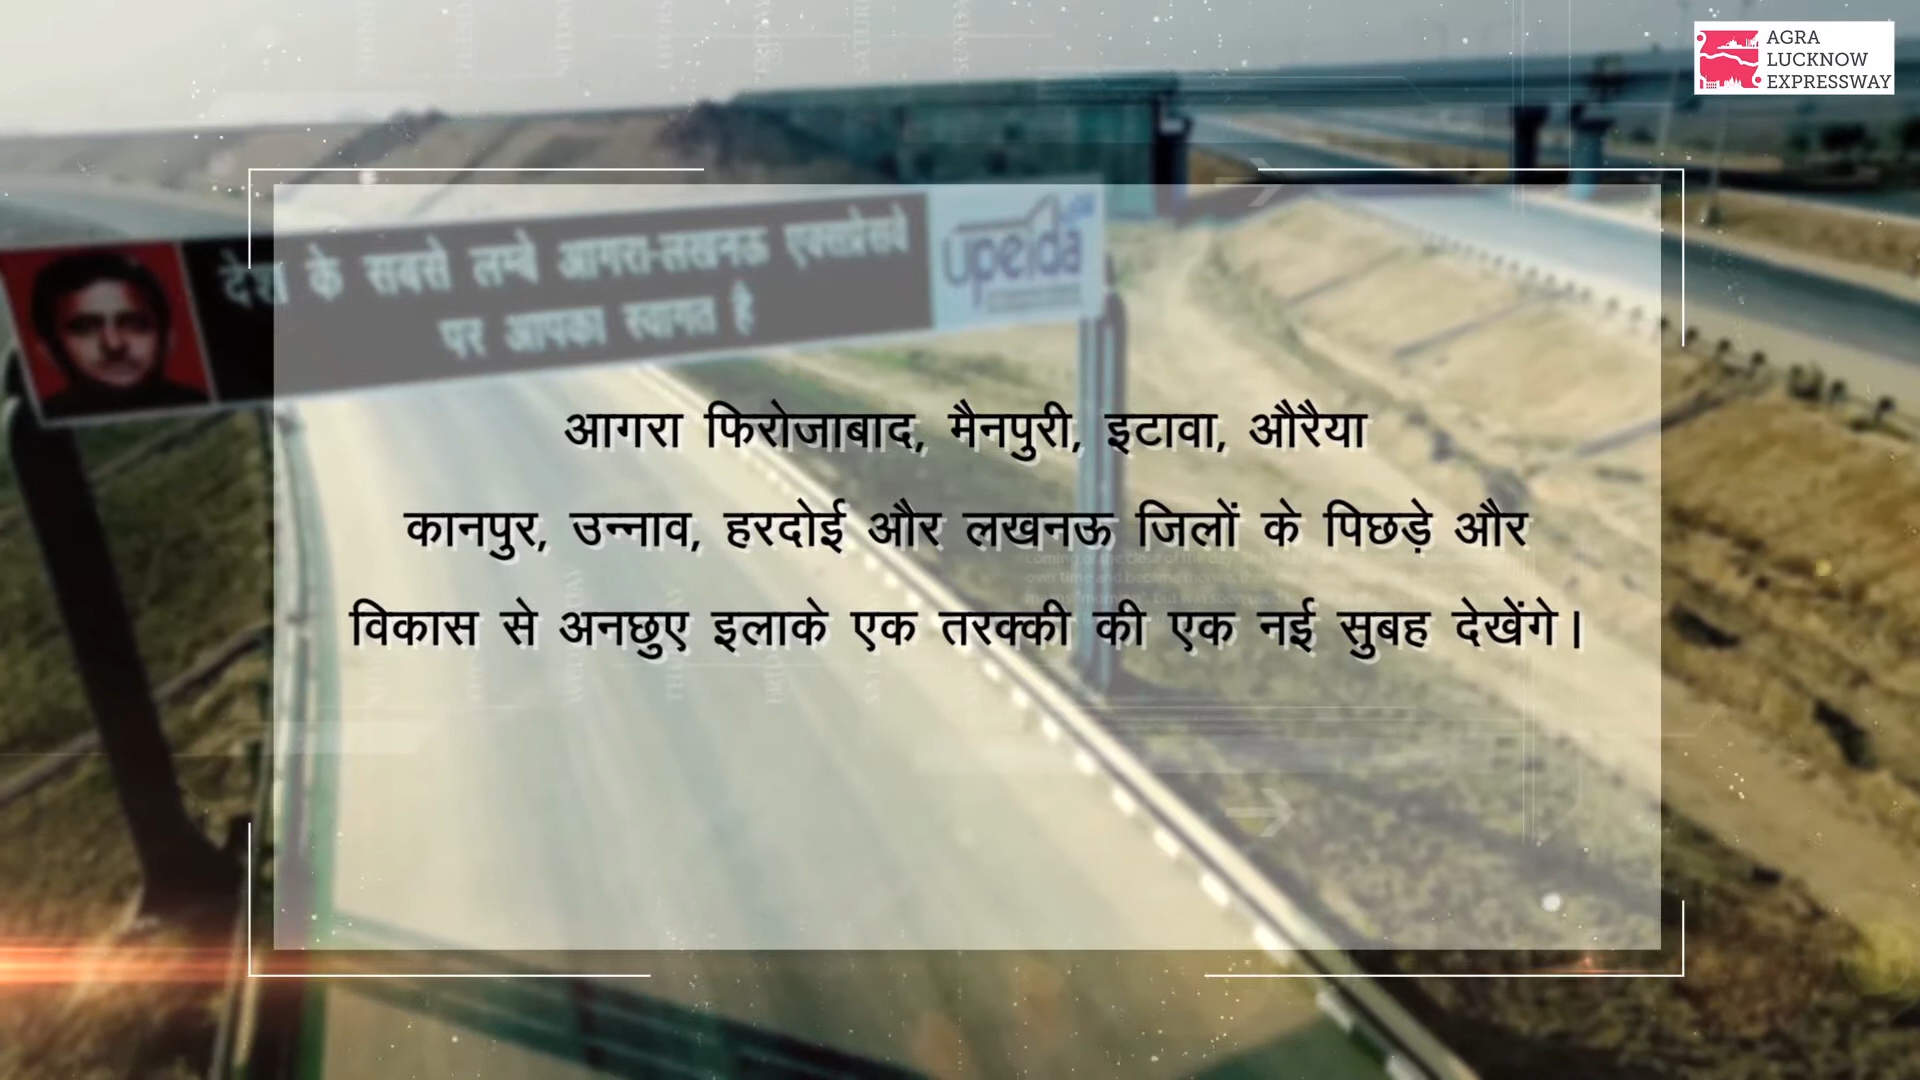 AGRA
LUCKNOW
EXPRESSWAY
देश के सबसे लम्बे आगरा-लखनऊ एक्सप्रेसवे
पर आपका स्वागत है
upeida
आगरा फिरोजाबाद, मैनपुरी, इटावा, औरैया
कानपुर, उन्नाव, हरदोई और लखनऊ जिलों के पिछड़े और
विकास से अनछुए इलाके एक तरक्की की एक नई सुबह देखेंगे।